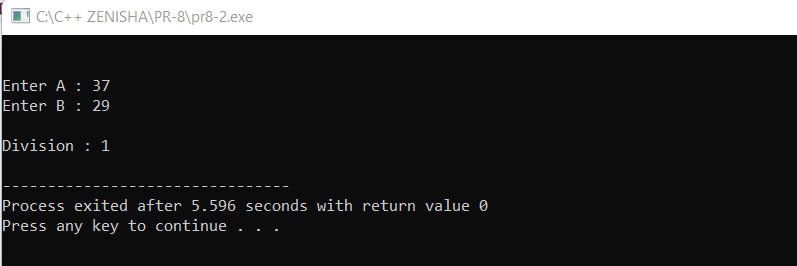 C:\C++ ZENISHA\PR-8\pr8-2.exe
Enter A : 37
Enter B : 29
Division : 1
--------------------------------
Process exited after 5.596 seconds with return value 0
Press any key to continue . . .